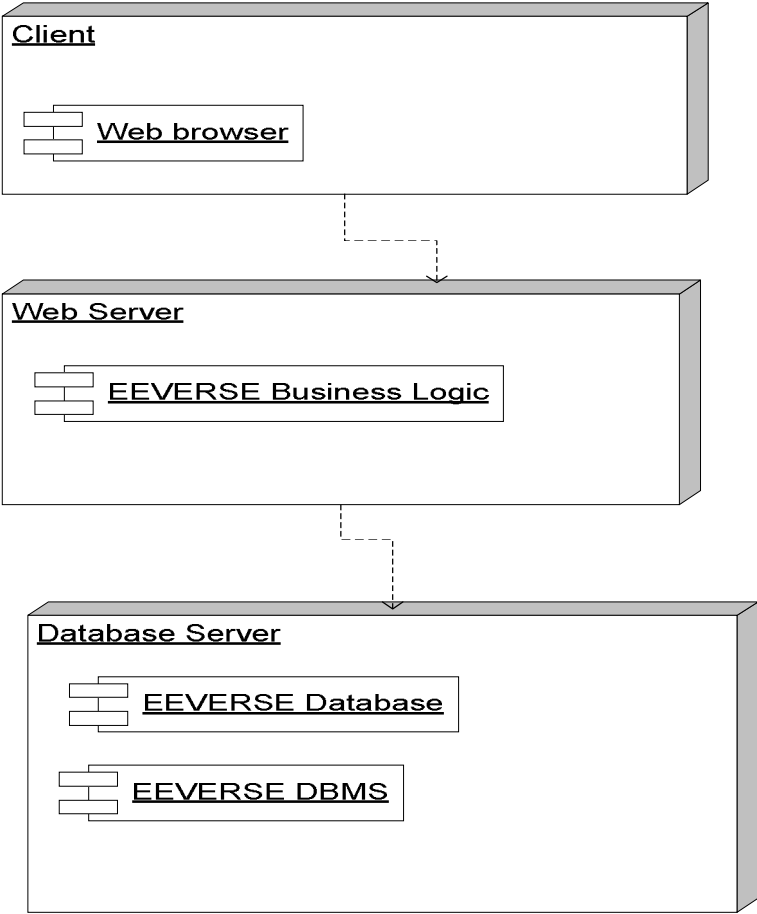 Client
Web browser
Web Server
EEVERSE Business Logic
Database Server
EEVERSE Database
EEVERSE DBMS